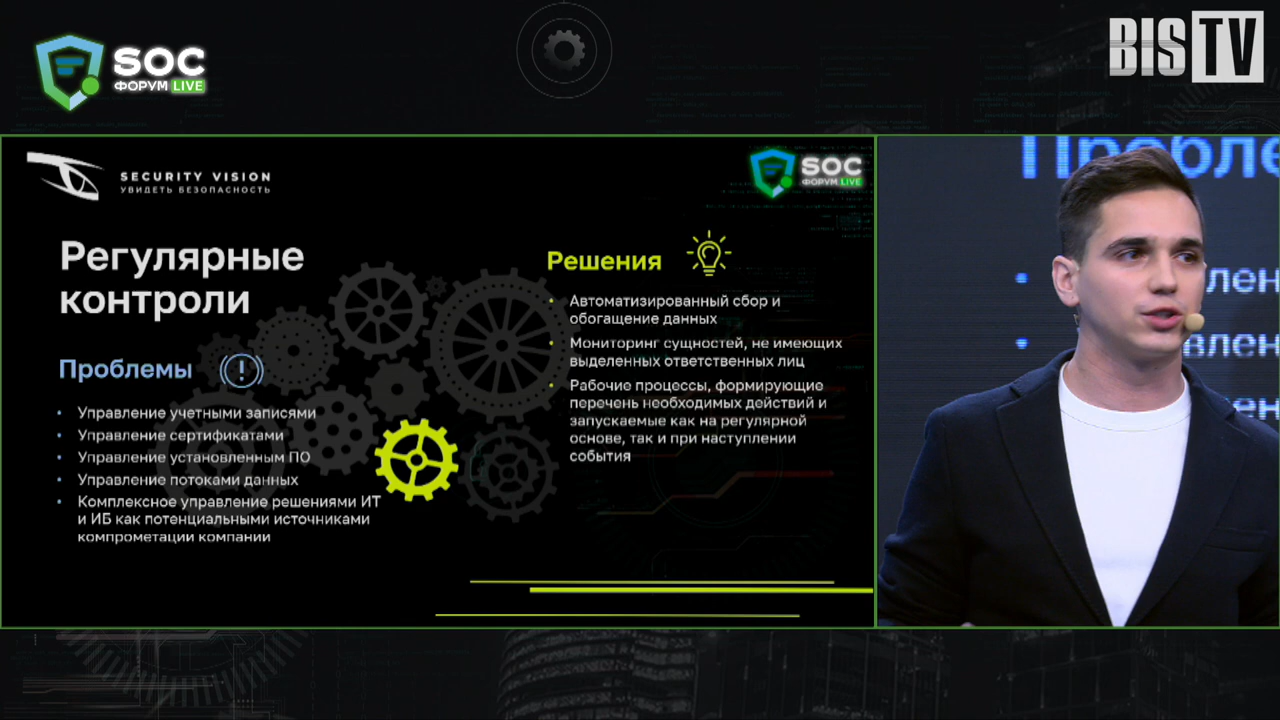 SOC
ФОРУМ LIVE
BIS TV
SECURITY VISION
УВИДЕТЬ БЕЗОПАСНОСТЬ
SOC
ФОРУМ LIVE
Регулярные
контроли
Проблемы
• Управление учетными записями
• Управление сертификатами
• Управление установленным ПО
• Управление потоками данных
• Комплексное управление решениями ИТ
и ИБ как потенциальными источниками
компрометации компании
Решения
• Автоматизированный сбор и
обогащение данных
• Мониторинг сущностей, не имеющих
выделенных ответственных лиц
• Рабочие процессы, формирующие
перечень необходимых действий и
запускаемые как на регулярной
основе, так и при наступлении
события